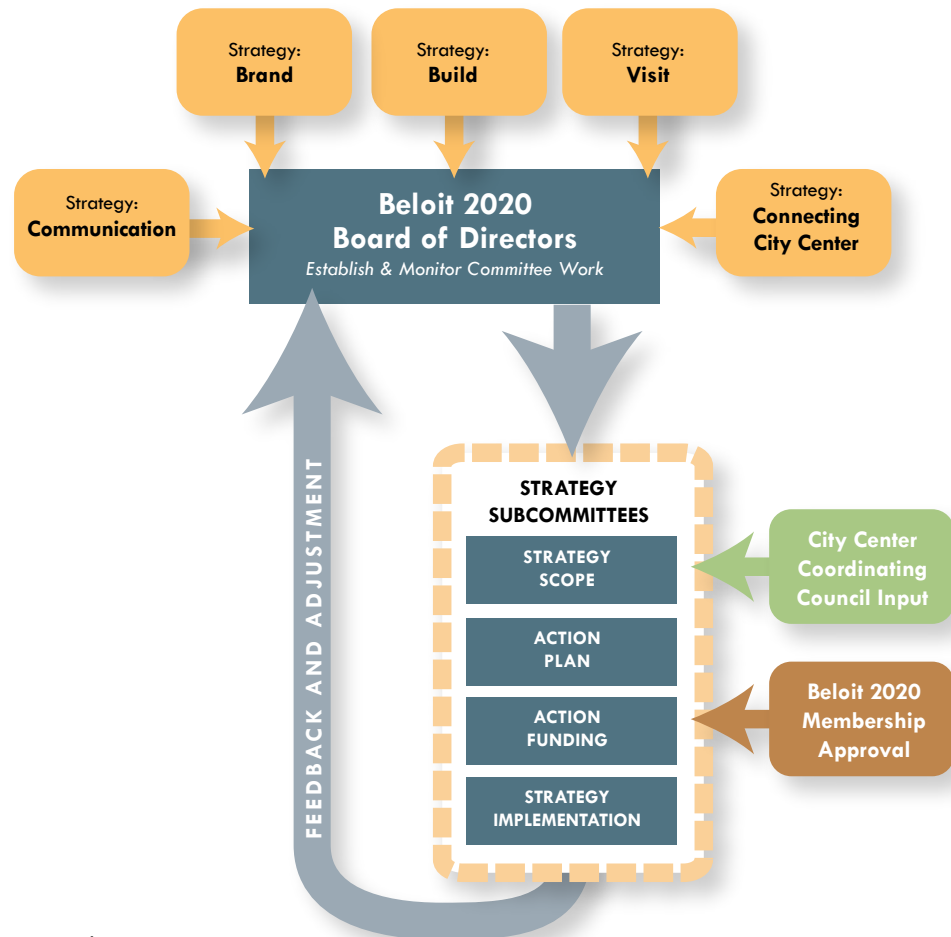 Strategy:
Brand
Strategy:
Build
Strategy:
Visit
Strategy:
Communication
Beloit 2020
Board of Directors
Establish & Monitor Committee Work
Strategy:
Connecting
City Center
FEEDBACK AND ADJUSTMENT
STRATEGY
SUBCOMMITTEES
STRATEGY
SCOPE
ACTION
PLAN
ACTION
FUNDING
STRATEGY
IMPLEMENTATION
City Center
Coordinating
Council Input
Beloit 2020
Membership
Approval